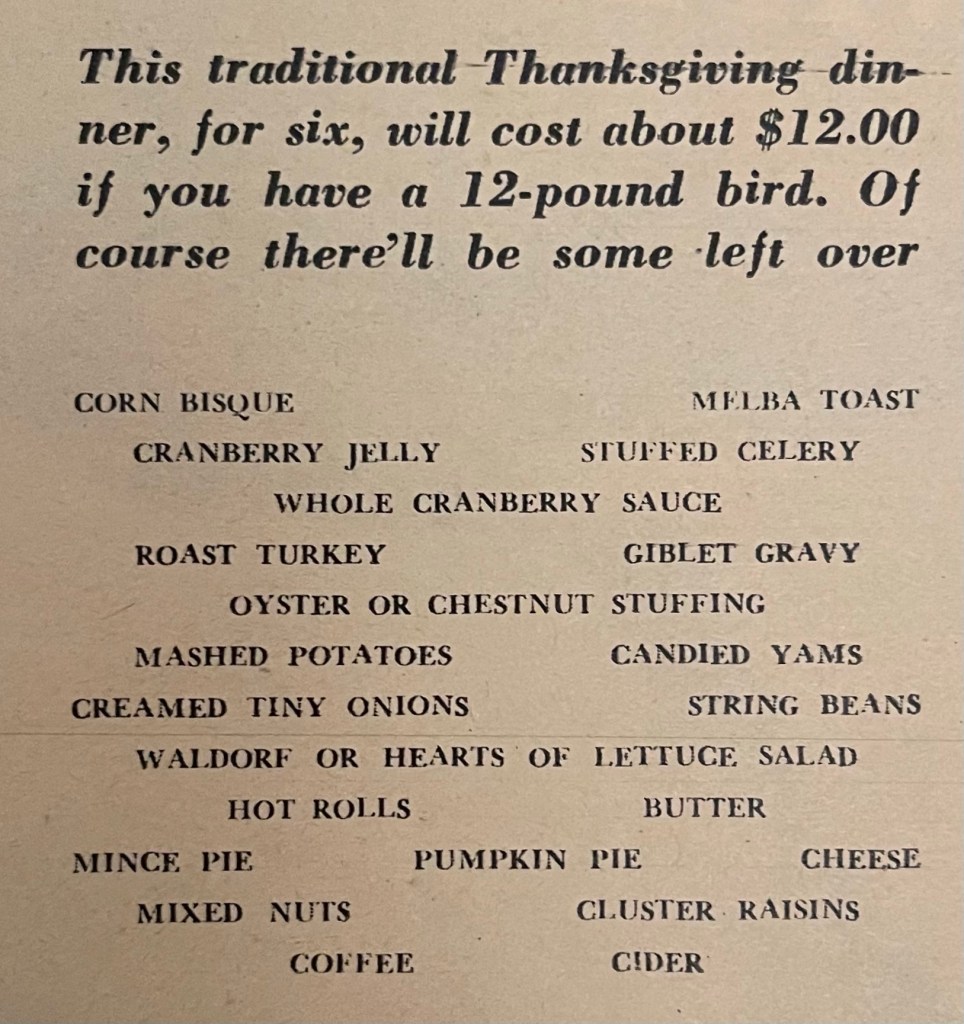 This traditional Thanksgiving din-
ner, for six, will cost about $12.00
if you have a 12-pound bird. Of
course there'll be some left over
CORN BISQUE MELBA TOAST
CRANBERRY JELLY STUFFED CELERY
WHOLE CRANBERRY SAUCE
ROAST TURKEY GIBLET GRAVY
OYSTER OR CHESTNUT STUFFING
MASHED POTATOES CANDIED YAMS
CREAMED TINY ONIONS STRING BEANS
WALDORF OR HEARTS OF LETTUCE SALAD
HOT ROLLS BUTTER
MINCE PIE PUMPKIN PIE CHEESE
MIXED NUTS CLUSTER RAISINS
COFFEE CIDER